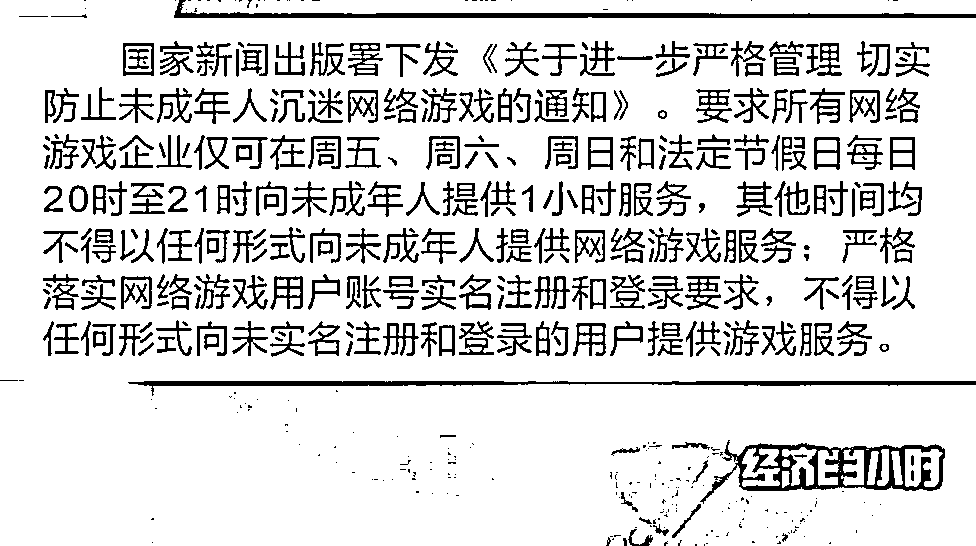 国家新闻出版署下发《关于进一步严格管理 切实
防止未成年人沉迷网络游戏的通知》。要求所有网络
游戏企业仅可在周五、周六、周日和法定节假日每日
20时至21时向未成年人提供1小时服务，其他时间均
不得以任何形式向未成年人提供网络游戏服务；严格
落实网络游戏用户账号实名注册和登录要求，不得以
任何形式向未实名注册和登录的用户提供游戏服务。
经济半小时